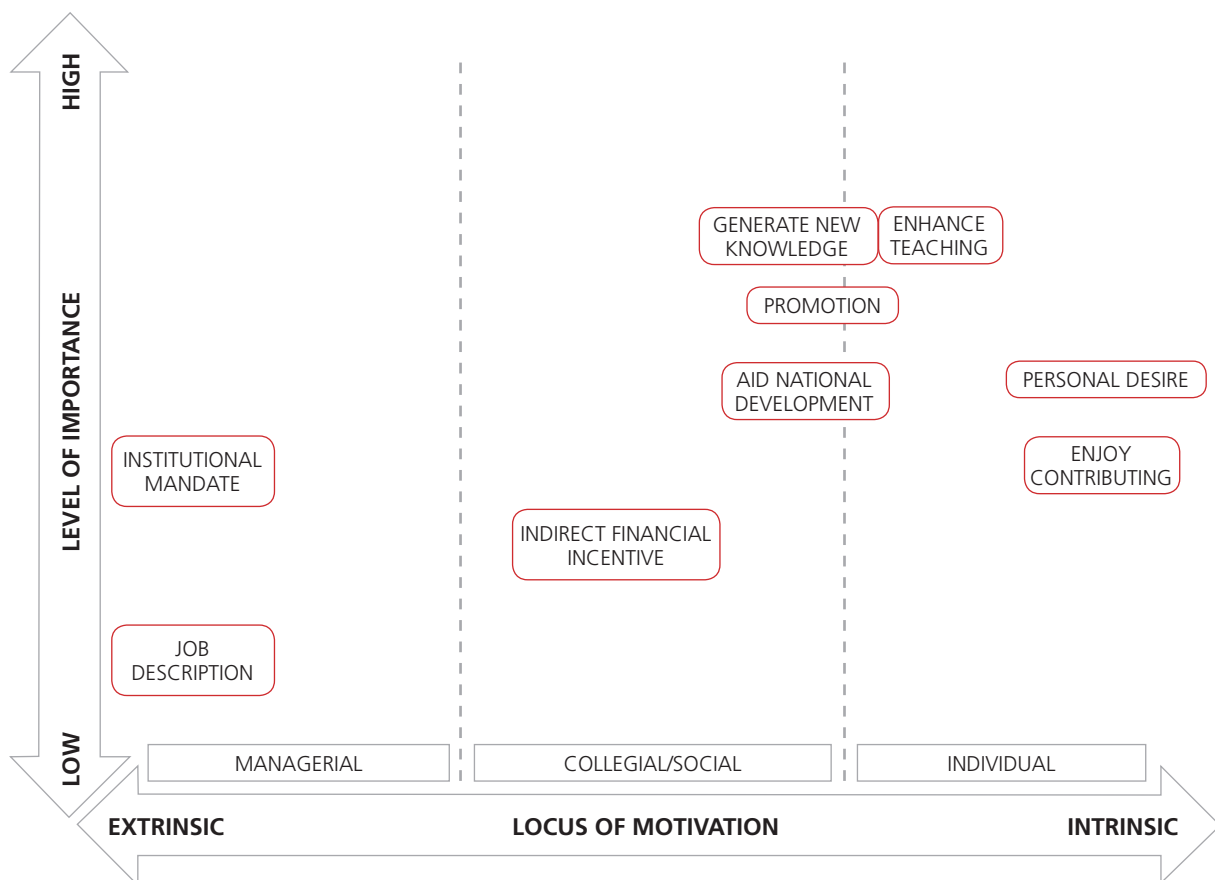 HIGH
LEVEL OF IMPORTANCE
LOW
GENERATE NEW
KNOWLEDGE
ENHANCE
TEACHING
PROMOTION
AID NATIONAL
DEVELOPMENT
PERSONAL DESIRE
INSTITUTIONAL
MANDATE
ENJOY
CONTRIBUTING
INDIRECT FINANCIAL
INCENTIVE
JOB
DESCRIPTION
MANAGERIAL
COLLEGIAL/SOCIAL
INDIVIDUAL
EXTRINSIC
LOCUS OF MOTIVATION
INTRINSIC